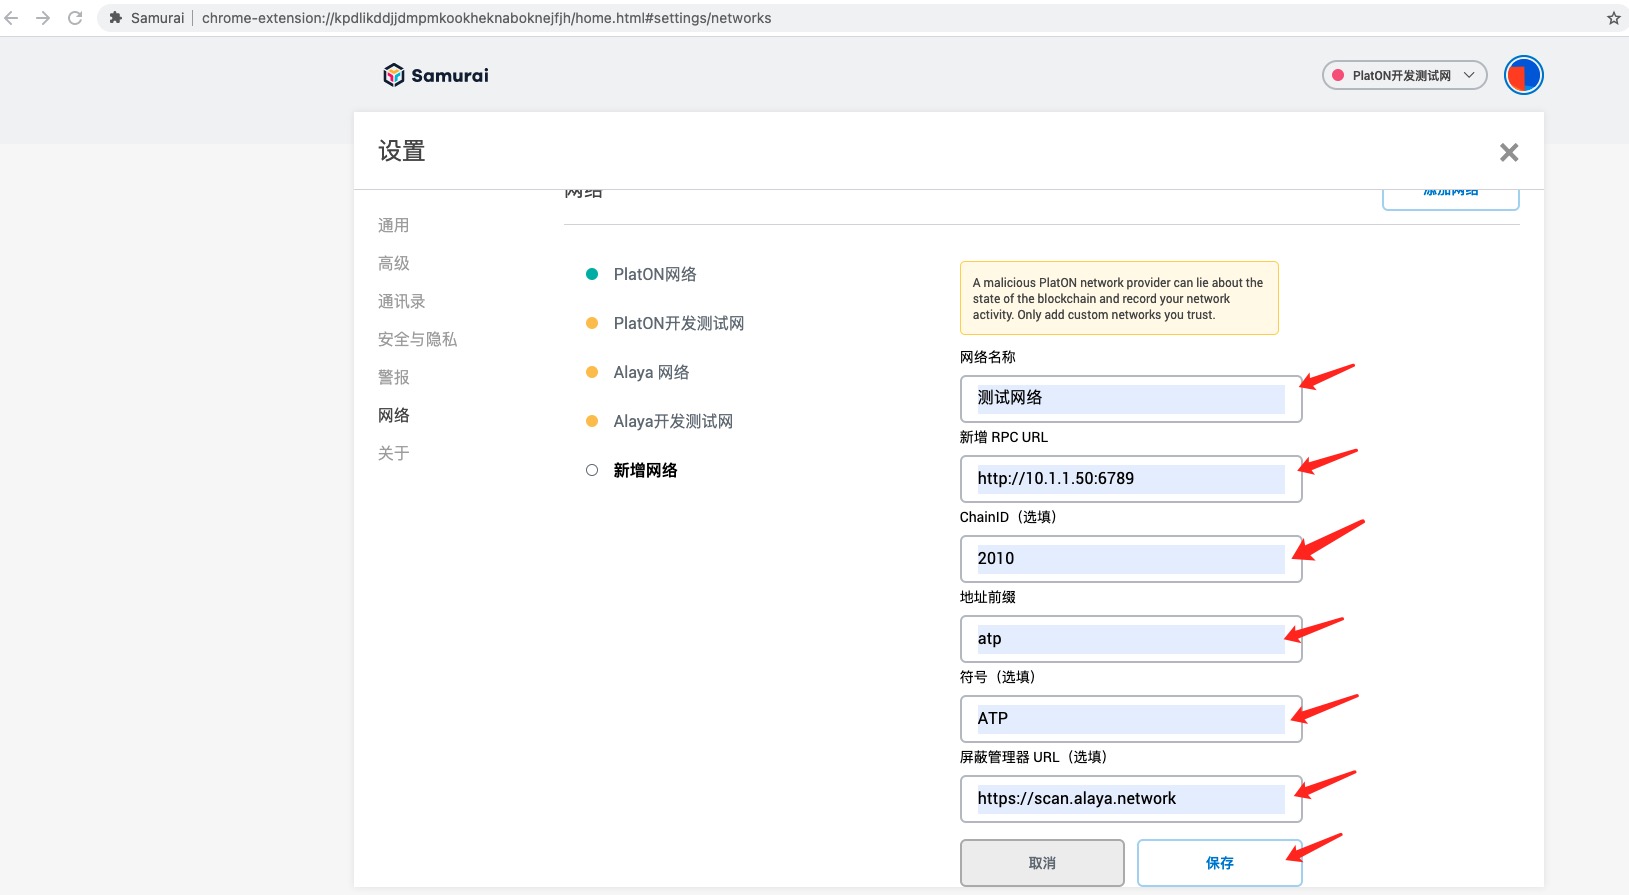 Samurai
chrome-extension://kpdlikddjjdmpmkookheknaboknejfjh/home.html#settings/networks
Samurai
PlatON开发测试网
设置
网络
添加网络
通用
高级
通讯录
安全与隐私
警报
网络
关于
PlatON网络
PlatON开发测试网
Alaya 网络
Alaya开发测试网
新增网络
A malicious PlatON network provider can lie about the
state of the blockchain and record your network
activity. Only add custom networks you trust.
网络名称
测试网络
新增 RPC URL
http://10.1.1.50:6789
ChainID（选填）
2010
地址前缀
atp
符号（选填）
ATP
屏蔽管理器 URL（选填）
https://scan.alaya.network
取消
保存